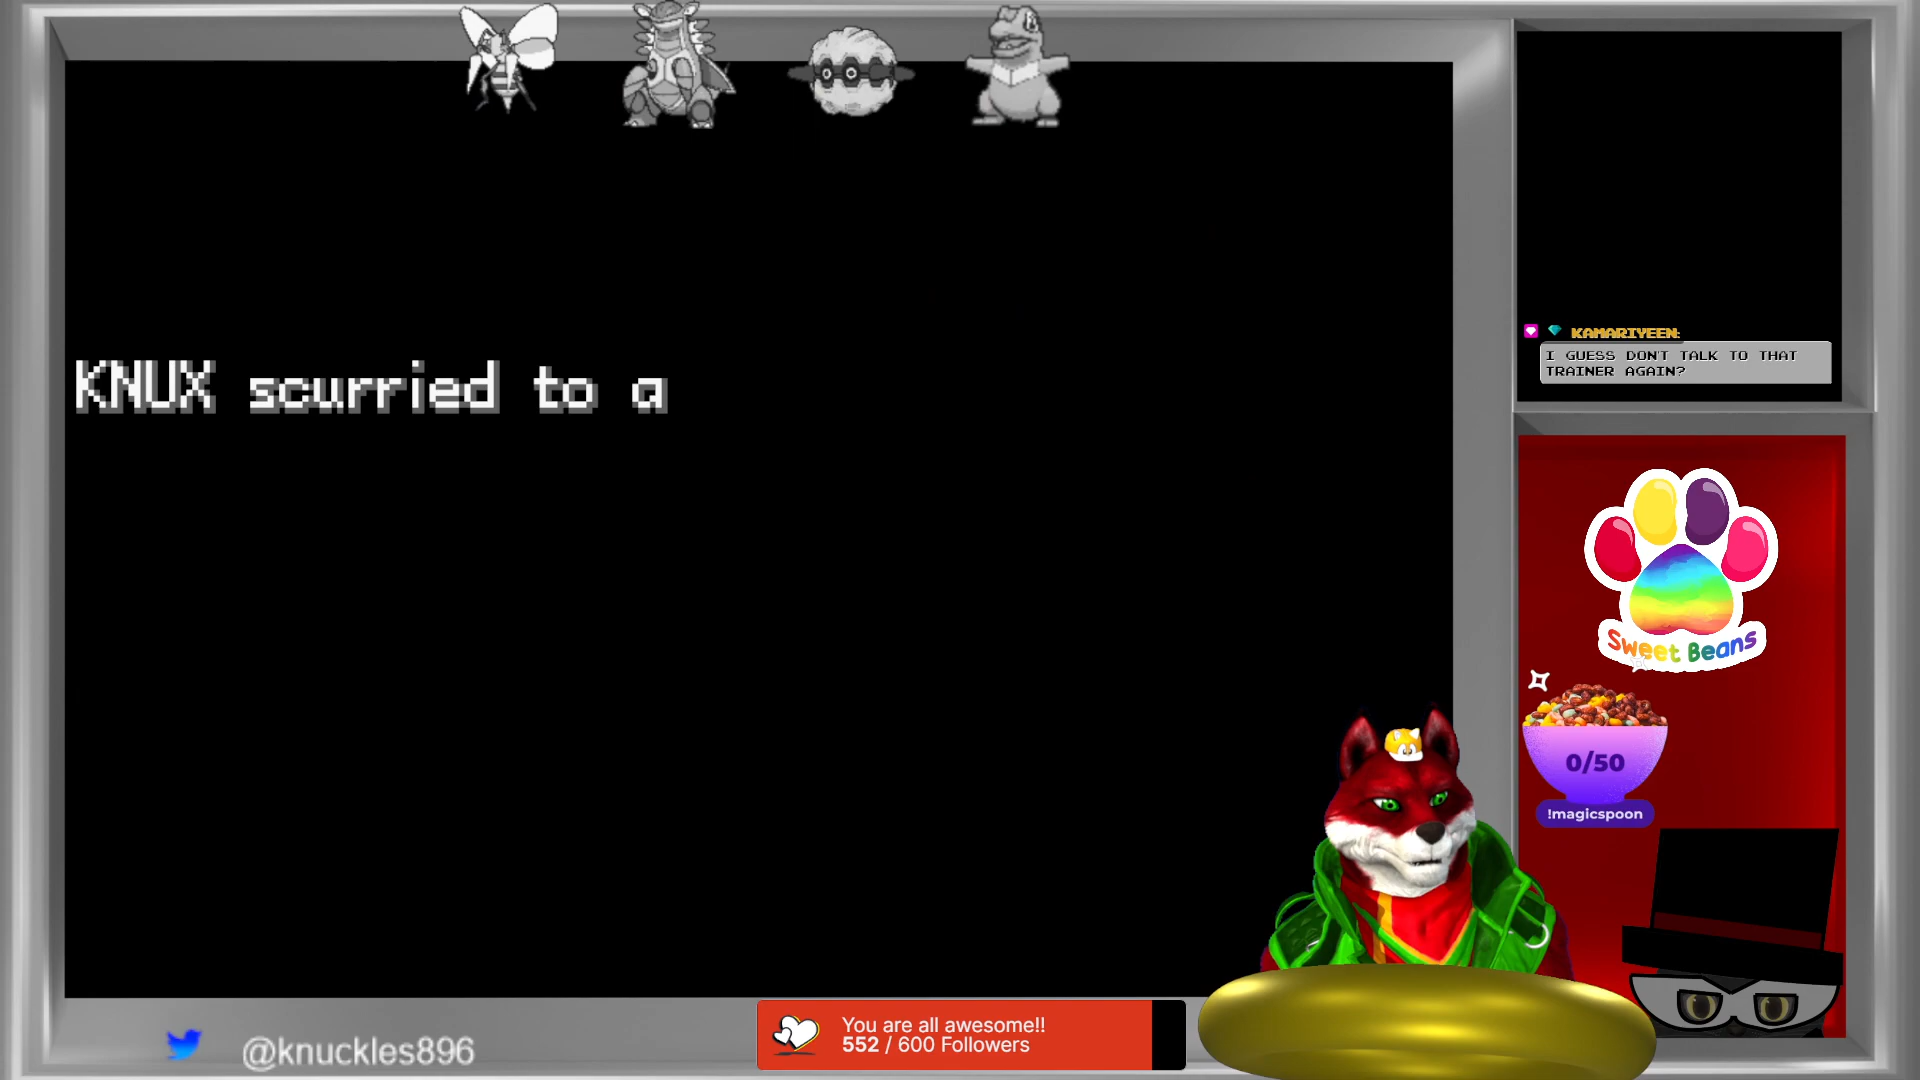 KNUX scurried to a
KAMARIYEEN:
I GUESS DON'T TALK TO THAT
TRAINER AGAIN?
Sweet Beans
0/50
!magicspoon
You are all awesome!!
552 / 600 Followers
@knuckles896